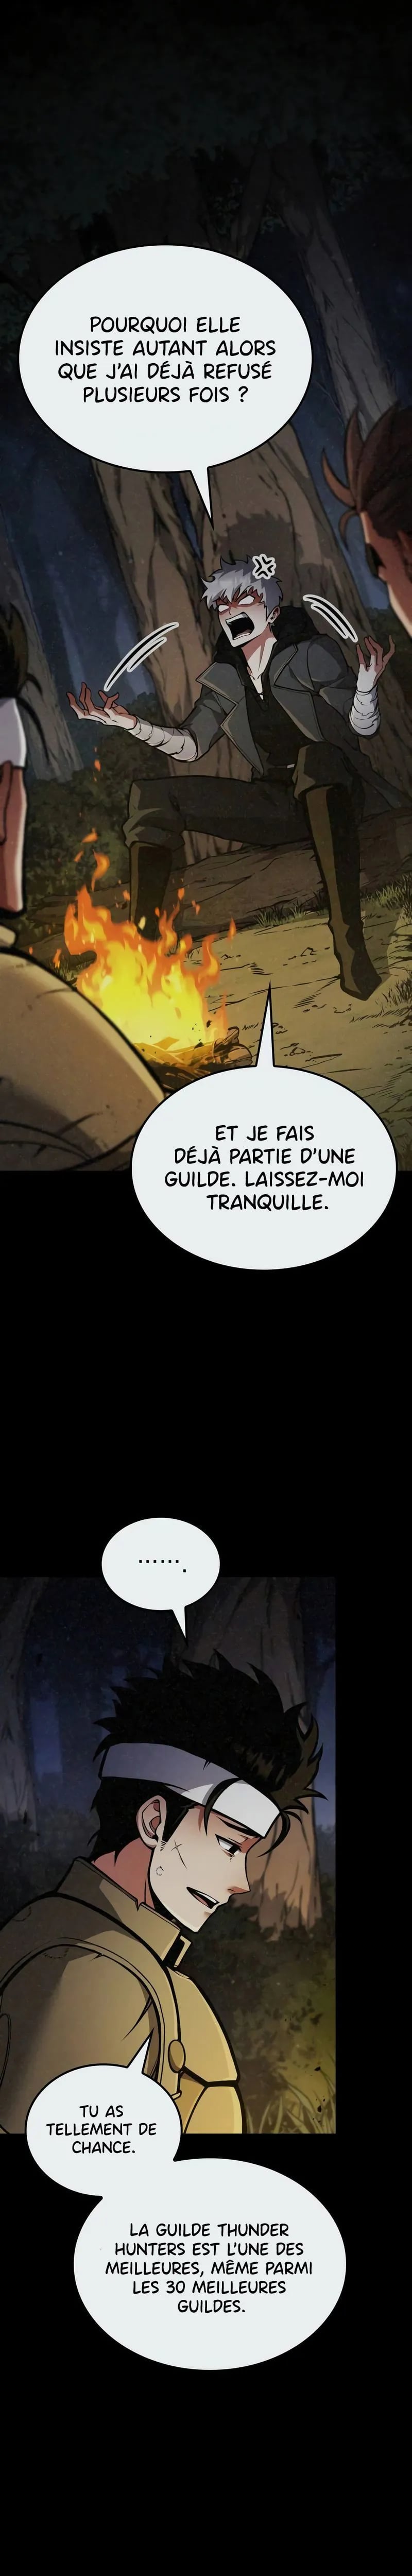 POURQUOI ELLE
INSISTE AUTANT ALORS
QUE J'AI DÉJÀ REFUSÉ
PLUSIEURS FOIS ?
ET JE FAIS
DÉJÀ PARTIE D'UNE
GUILDE. LAISSEZ-MOI
TRANQUILLE.
.......
TU AS
TELLEMENT DE
CHANCE.
LA GUILDE THUNDER
HUNTERS EST L'UNE DES
MEILLEURES, MÊME PARMI
LES 30 MEILLEURES
GUILDES.